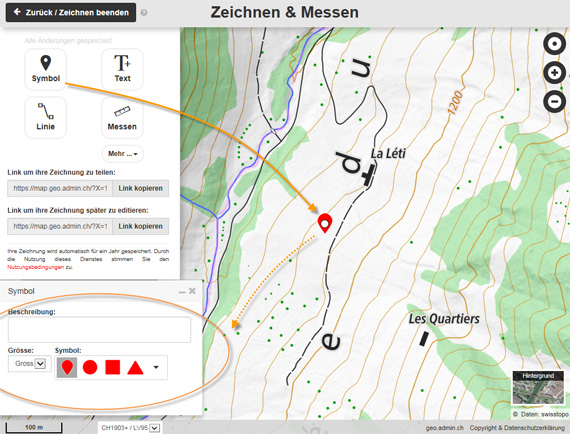 Zurück / Zeichnen beenden
Zeichnen & Messen
Alle Änderungen gespeichert
Symbol
Text
Linie
Messen
Mehr ...
Link um ihre Zeichnung zu teilen:
https://map.geo.admin.ch/?X=1 Link kopieren
Link um ihre Zeichnung später zu editieren:
https://map.geo.admin.ch/?X=1 Link kopieren
Ihre Zeichnung wird automatisch für ein Jahr gespeichert. Durch
die Nutzung dieses Dienstes stimmen Sie den
Nutzungsbedingungen zu.
Symbol
Beschreibung:
Grösse: Symbol:
Gross
u
1200
d
La Léti
Les Quartiers
e
Hintergrund
© Daten: swisstopo
100 m
CH1903+ / LV95
geo.admin.ch Copyright & Datenschutzerklärung